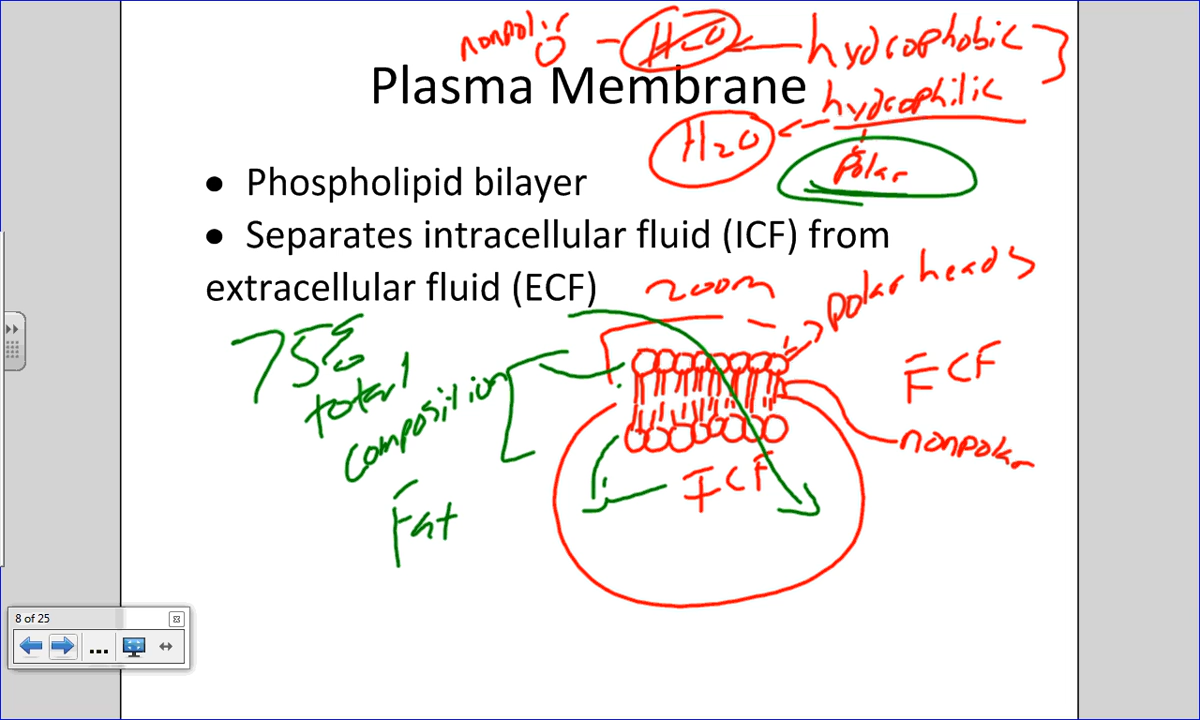 nonpolar - H2O hydrophobic
Plasma Membrane
hydrophilic
H2O
Polar
• Phospholipid bilayer
• Separates intracellular fluid (ICF) from
extracellular fluid (ECF)
zoom
polar heads
75%
total
composition
Fat
ECF
nonpolar
ICF
8 of 25
...